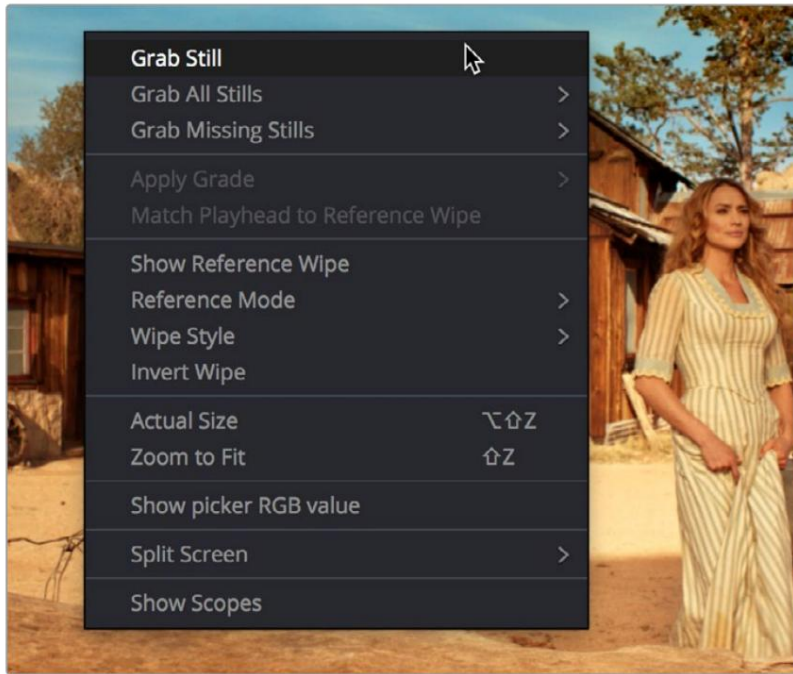 Grab Still
Grab All Stills >
Grab Missing Stills >
Apply Grade >
Match Playhead to Reference Wipe
Show Reference Wipe
Reference Mode >
Wipe Style >
Invert Wipe
Actual Size ⌥⇧Z
Zoom to Fit ⇧Z
Show picker RGB value
Split Screen >
Show Scopes